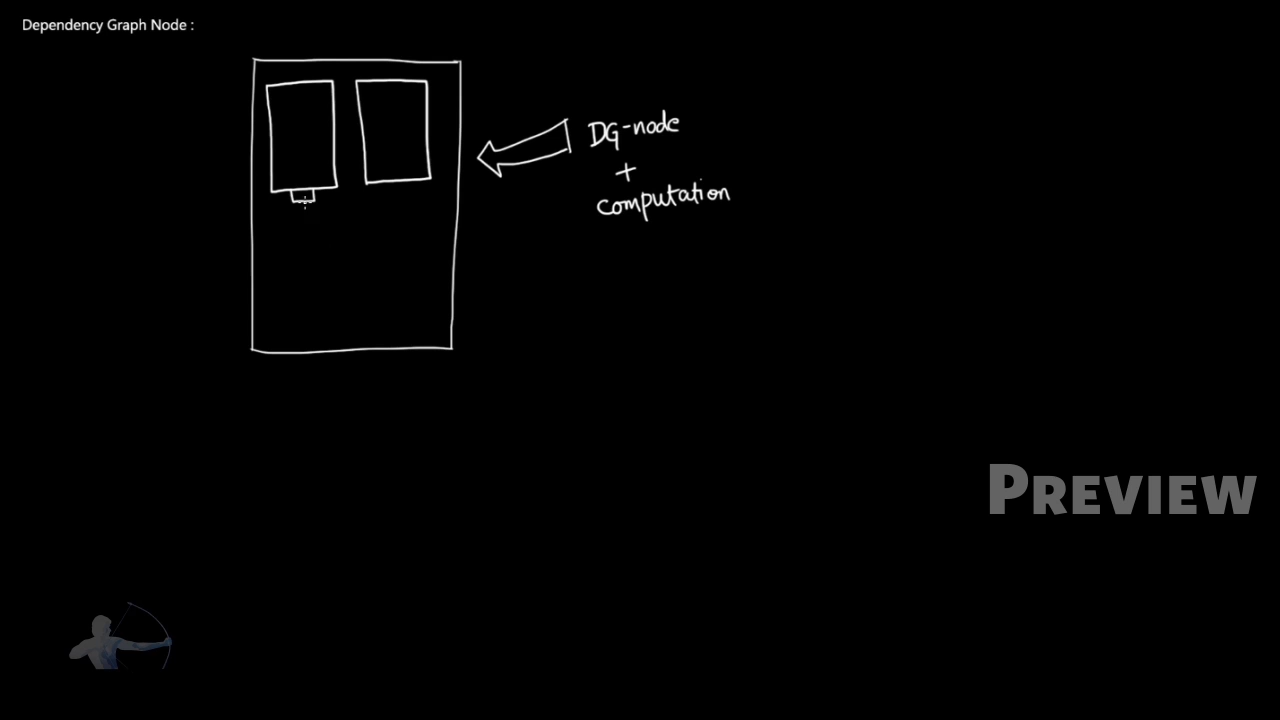 Dependency Graph Node :
DG-node
+
computation
PREVIEW